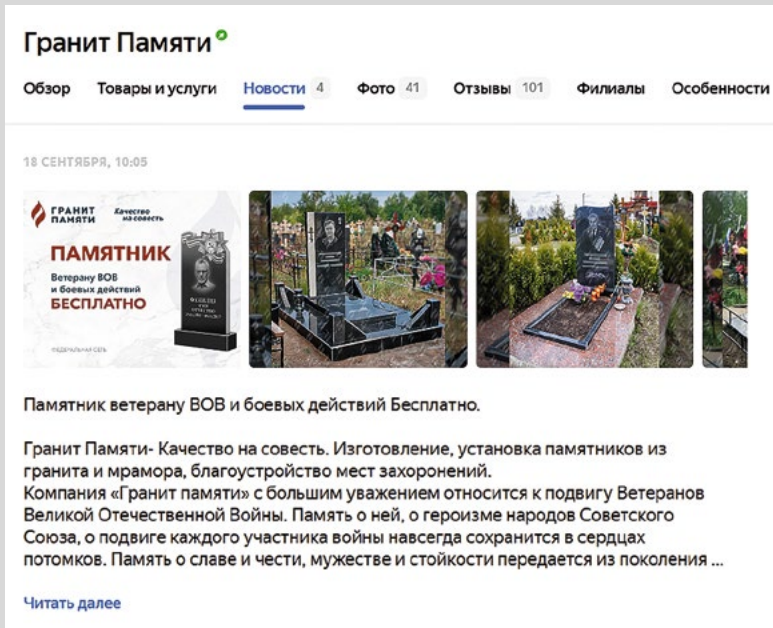 Гранит Памяти
Обзор Товары и услуги Новости 4 Фото 41 Отзывы 101 Филиалы Особенности
18 СЕНТЯБРЯ, 10:05
ГРАНИТ
ПАМЯТИ
Качество
на совесть
ПАМЯТНИК
Ветерану ВОВ
и боевых действий
БЕСПЛАТНО
ФЕДЕРАЛЬНАЯ СЕТЬ
Памятник ветерану ВОВ и боевых действий Бесплатно.
Гранит Памяти- Качество на совесть. Изготовление, установка памятников из
гранита и мрамора, благоустройство мест захоронений.
Компания «Гранит памяти» с большим уважением относится к подвигу Ветеранов
Великой Отечественной Войны. Память о ней, о героизме народов Советского
Союза, о подвиге каждого участника войны навсегда сохранится в сердцах
потомков. Память о славе и чести, мужестве и стойкости передается из поколения ...
Читать далее